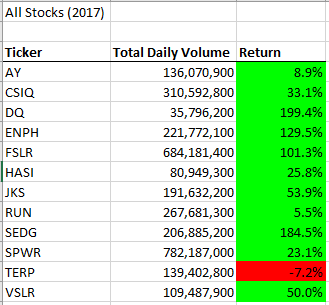 All Stocks (2017)
Ticker Total Daily Volume Return
AY 136,070,900 8.9%
CSIQ 310,592,800 33.1%
DQ 35,796,200 199.4%
ENPH 221,772,100 129.5%
FSLR 684,181,400 101.3%
HASI 80,949,300 25.8%
JKS 191,632,200 53.9%
RUN 267,681,300 5.5%
SEDG 206,885,200 184.5%
SPWR 782,187,000 23.1%
TERP 139,402,800 -7.2%
VSLR 109,487,900 50.0%